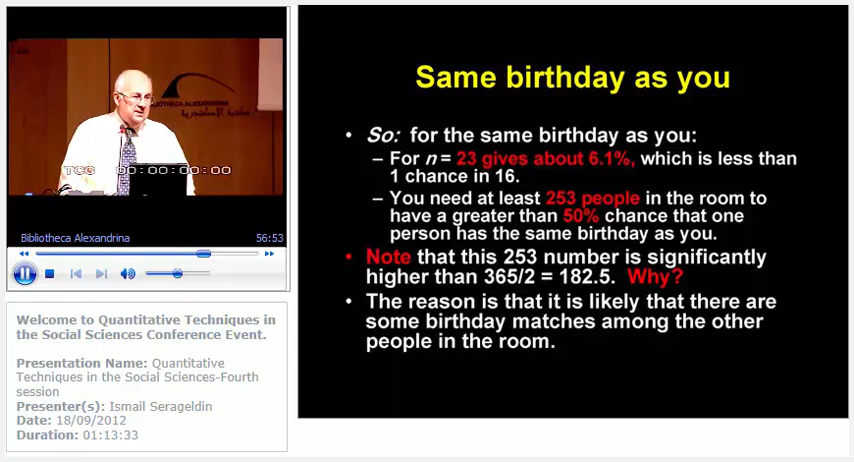 BIBLIOTHECA ALEXANDRINA
مكتبة الإسكندرية
TCG 00:00:00:00
Bibliotheca Alexandrina 56:53
Welcome to Quantitative Techniques in
the Social Sciences Conference Event.
Presentation Name: Quantitative
Techniques in the Social Sciences-Fourth
session
Presenter(s): Ismail Serageldin
Date: 18/09/2012
Duration: 01:13:33
Same birthday as you
• So: for the same birthday as you:
– For n = 23 gives about 6.1%, which is less than
1 chance in 16.
– You need at least 253 people in the room to
have a greater than 50% chance that one
person has the same birthday as you.
• Note that this 253 number is significantly
higher than 365/2 = 182.5. Why?
• The reason is that it is likely that there are
some birthday matches among the other
people in the room.